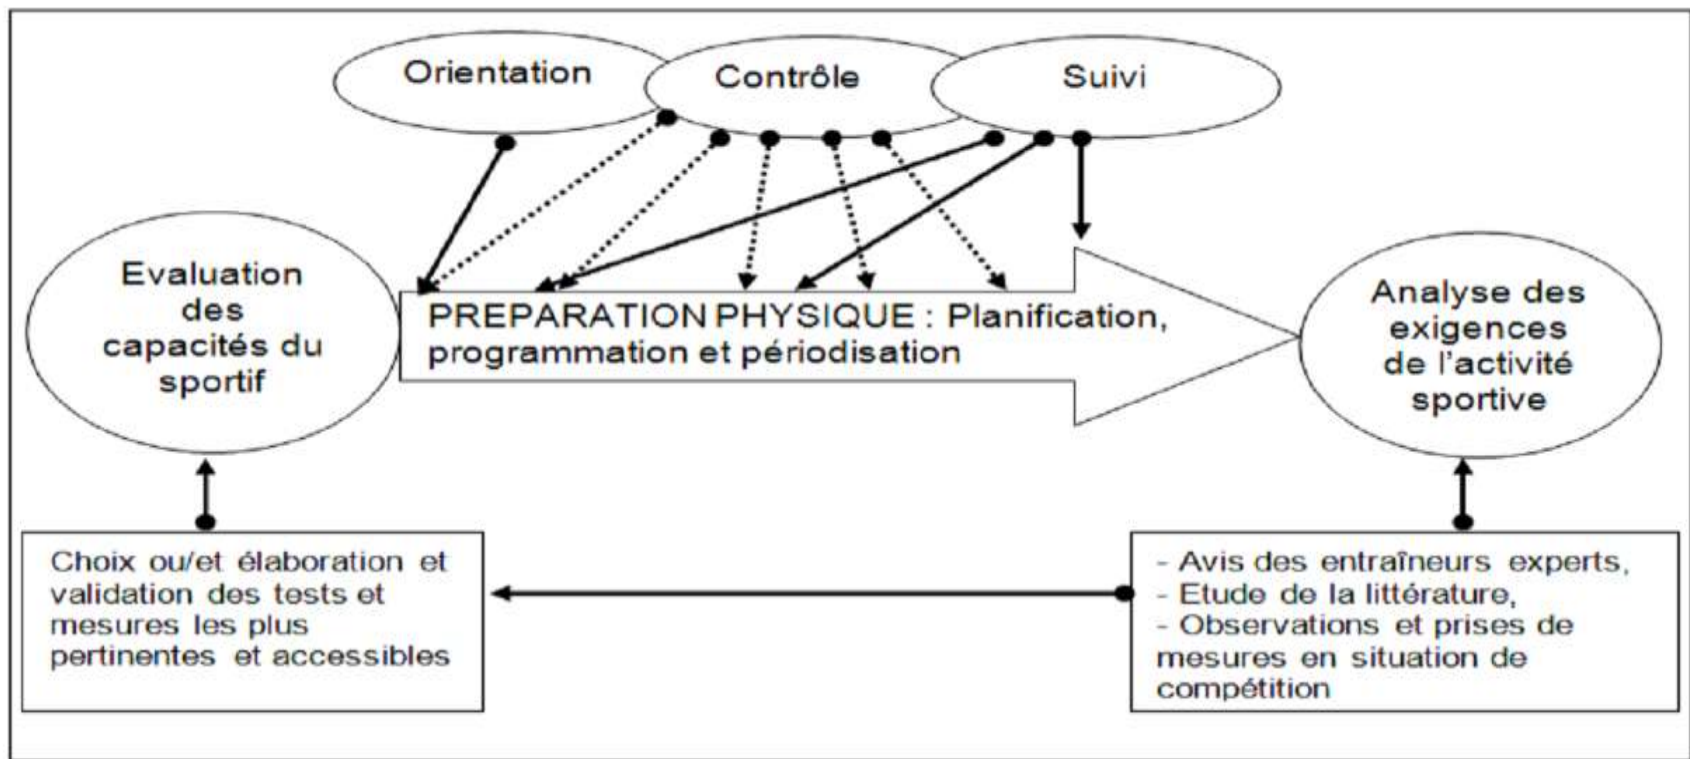 Orientation
Contrôle
Suivi
Evaluation
des
capacités du
sportif
PREPARATION PHYSIQUE : Planification,
programmation et périodisation
Analyse des
exigences
de l'activité
sportive
Choix ou/et élaboration et
validation des tests et
mesures les plus
pertinentes et accessibles
- Avis des entraîneurs experts,
- Etude de la littérature,
- Observations et prises de
mesures en situation de
compétition